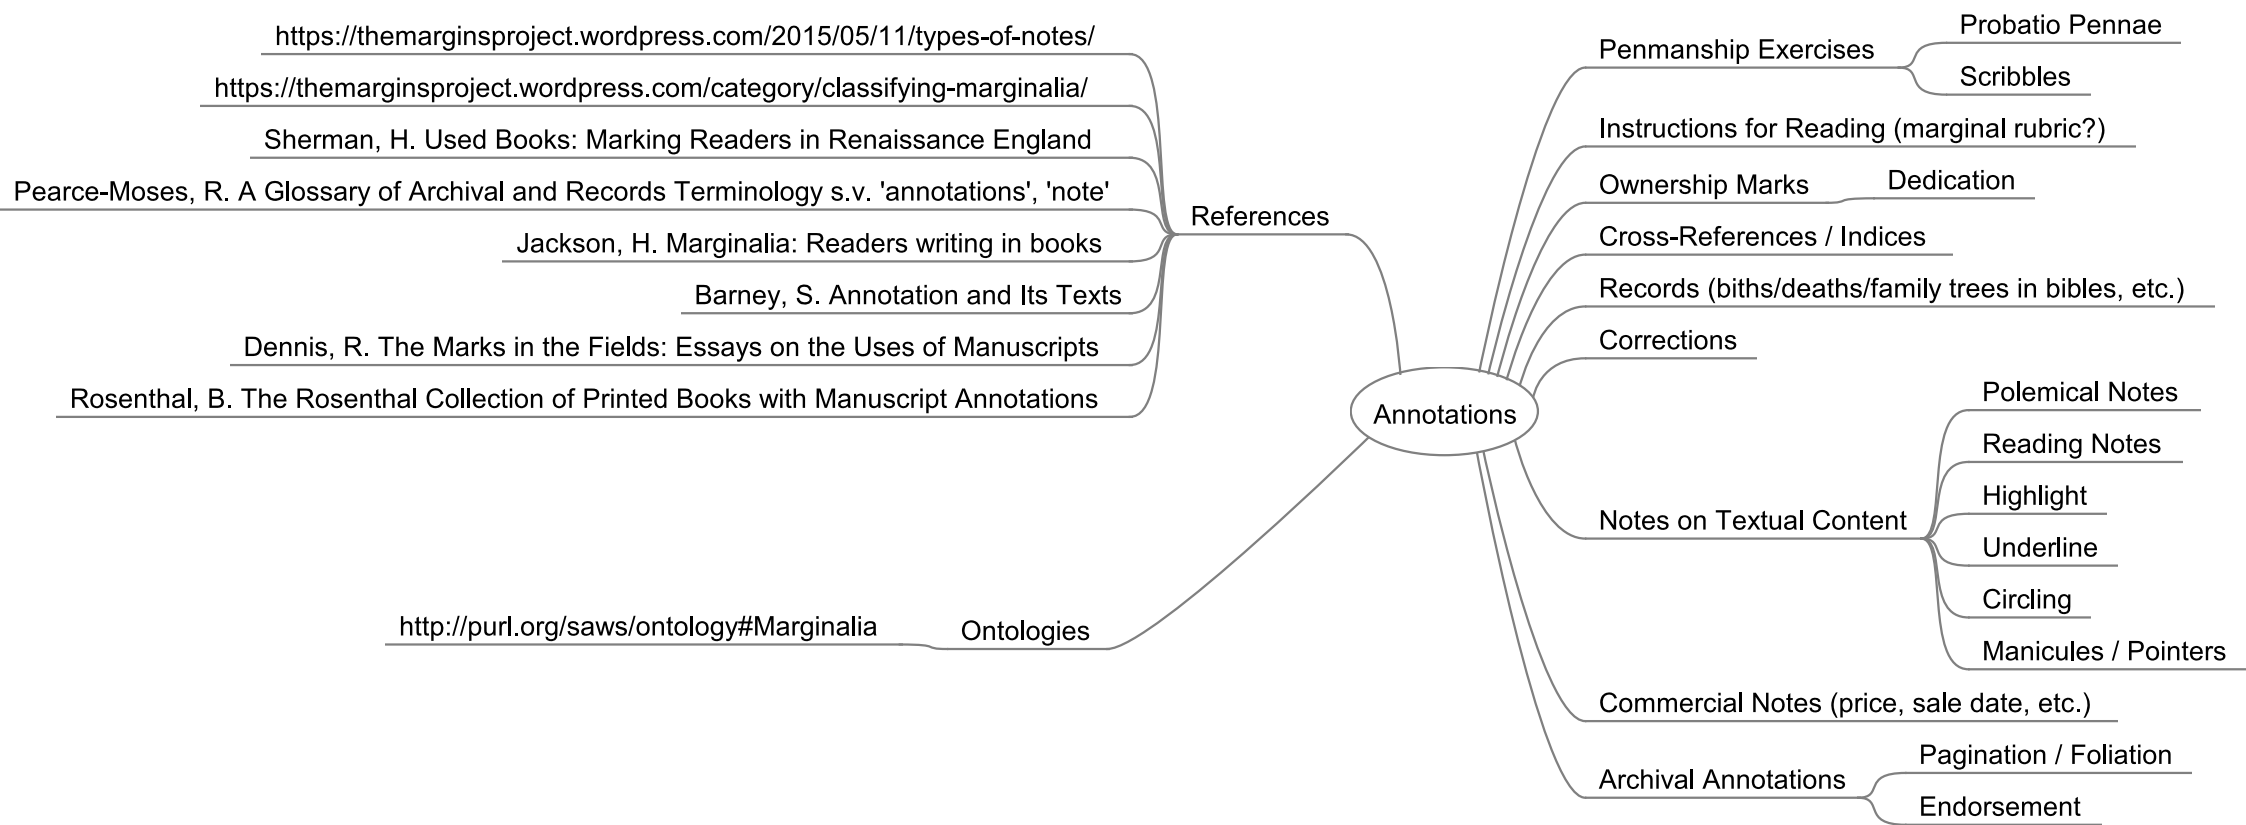 https://themarginsproject.wordpress.com/2015/05/11/types-of-notes/
https://themarginsproject.wordpress.com/category/classifying-marginalia/
Sherman, H. Used Books: Marking Readers in Renaissance England
Pearce-Moses, R. A Glossary of Archival and Records Terminology s.v. 'annotations', 'note'
Jackson, H. Marginalia: Readers writing in books
Barney, S. Annotation and Its Texts
Dennis, R. The Marks in the Fields: Essays on the Uses of Manuscripts
Rosenthal, B. The Rosenthal Collection of Printed Books with Manuscript Annotations
References
http://purl.org/saws/ontology#Marginalia
Ontologies
Annotations
Penmanship Exercises
Probatio Pennae
Scribbles
Instructions for Reading (marginal rubric?)
Ownership Marks
Dedication
Cross-References / Indices
Records (biths/deaths/family trees in bibles, etc.)
Corrections
Notes on Textual Content
Polemical Notes
Reading Notes
Highlight
Underline
Circling
Manicules / Pointers
Commercial Notes (price, sale date, etc.)
Archival Annotations
Pagination / Foliation
Endorsement